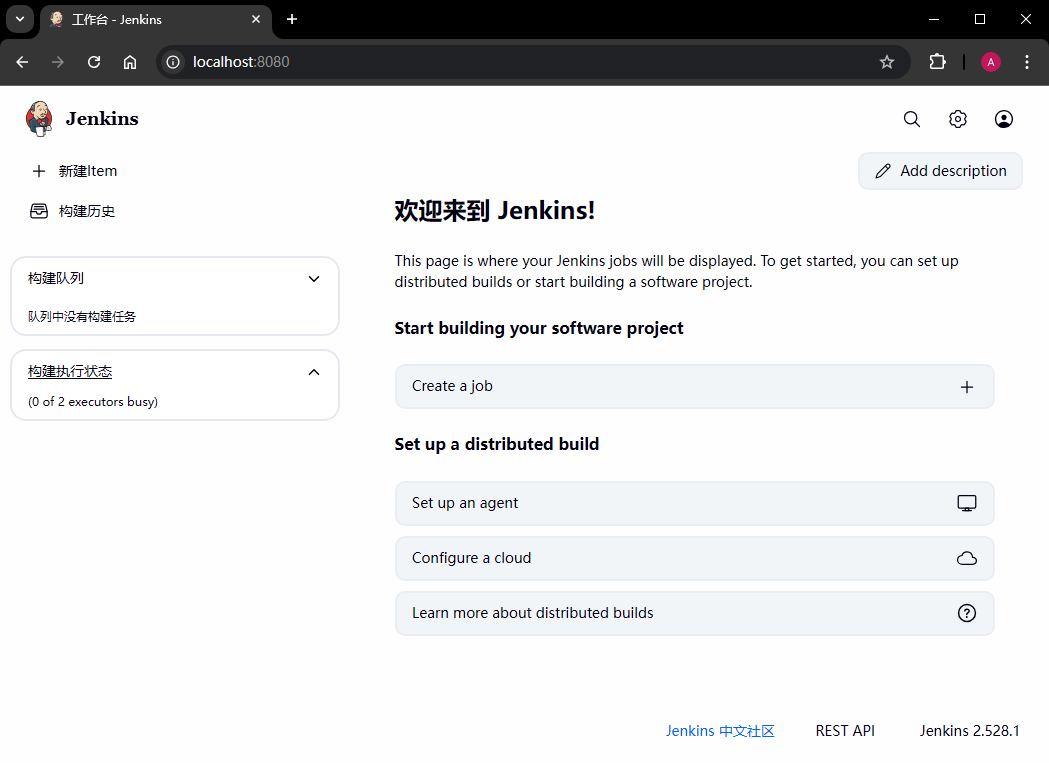 工作台 - Jenkins
localhost:8080
A
Jenkins
新建Item
Add description
构建历史
构建队列
队列中没有构建任务
构建执行状态
(0 of 2 executors busy)
欢迎来到 Jenkins!
This page is where your Jenkins jobs will be displayed. To get started, you can set up
distributed builds or start building a software project.
Start building your software project
Create a job
Set up a distributed build
Set up an agent
Configure a cloud
Learn more about distributed builds
Jenkins 中文社区
REST API
Jenkins 2.528.1